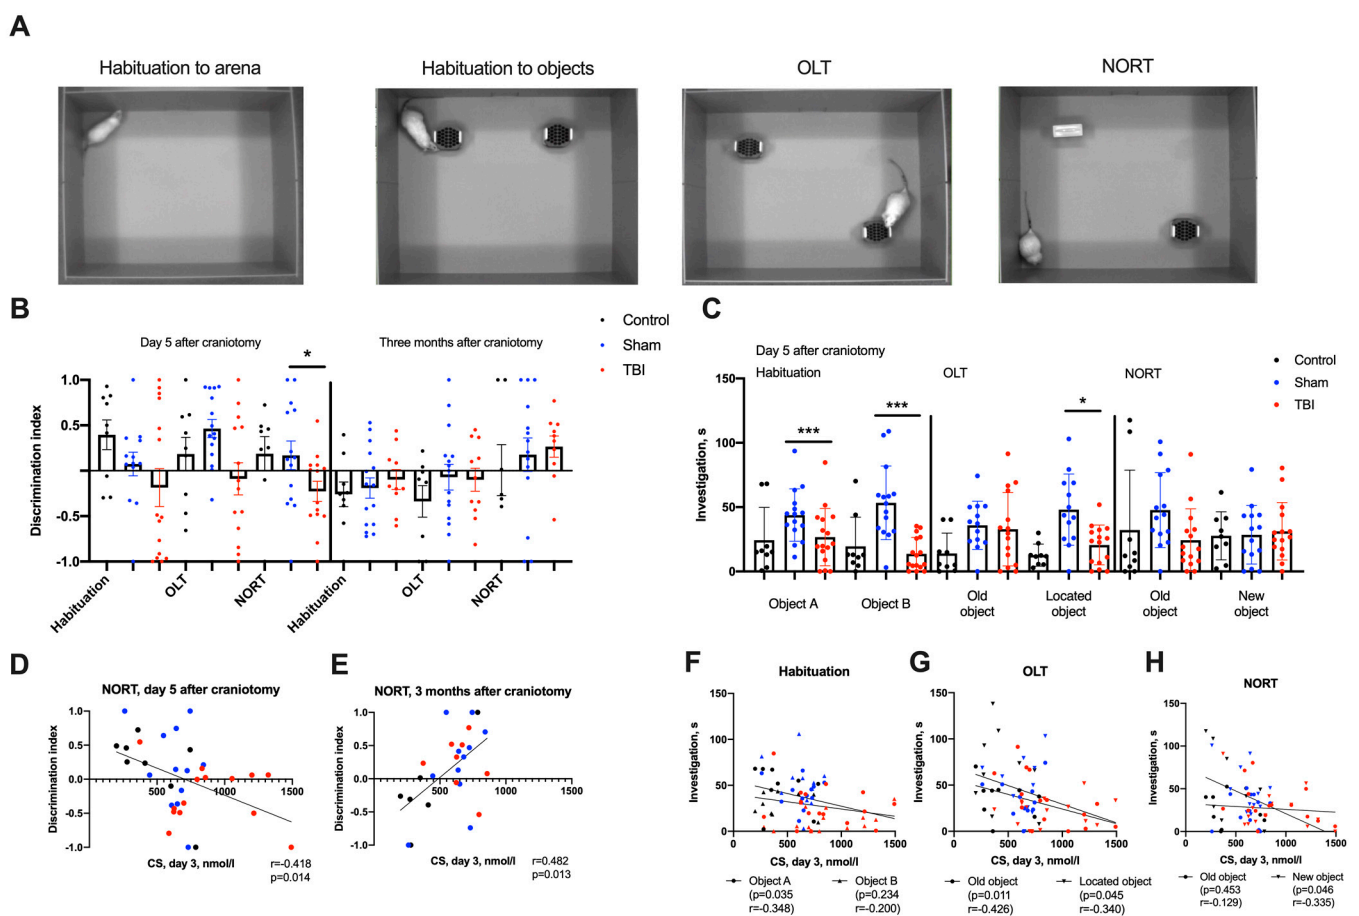 A
Habituation to arena
Habituation to objects
OLT
NORT
B
Control
Sham
TBI
Day 5 after craniotomy
Three months after craniotomy
*
Discrimination index
1.0
0.5
-0.5
-1.0
Habituation
OLT
NORT
Habituation
OLT
NORT
C
Day 5 after craniotomy
Habituation
OLT
NORT
Control
Sham
TBI
Investigation, s
150
100
50
0
***
***
*
Object A
Object B
Old
object
Located
object
Old
object
New
object
D
NORT, day 5 after craniotomy
Discrimination index
1.0
0.5
0.0
-0.5
-1.0
500
1000
1500
CS, day 3, nmol/l
r=-0.418
p=0.014
E
NORT, 3 months after craniotomy
Discrimination index
1.0
0.5
0.0
-0.5
-1.0
500
1000
1500
CS, day 3, nmol/l
r=0.482
p=0.013
F
Habituation
Investigation, s
150
100
50
0
0
500
1000
1500
CS, day 3, nmol/l
Object A
(p=0.035
r=-0.348)
Object B
(p=0.234
r=-0.200)
G
OLT
Investigation, s
150
100
50
0
0
500
1000
1500
CS, day 3, nmol/l
Old object
(p=0.011
r=-0.426)
Located object
(p=0.045
r=-0.340)
H
NORT
Investigation, s
150
100
50
0
0
500
1000
1500
CS, day 3, nmol/l
Old object
(p=0.453
r=-0.129)
New object
(p=0.046
r=-0.335)